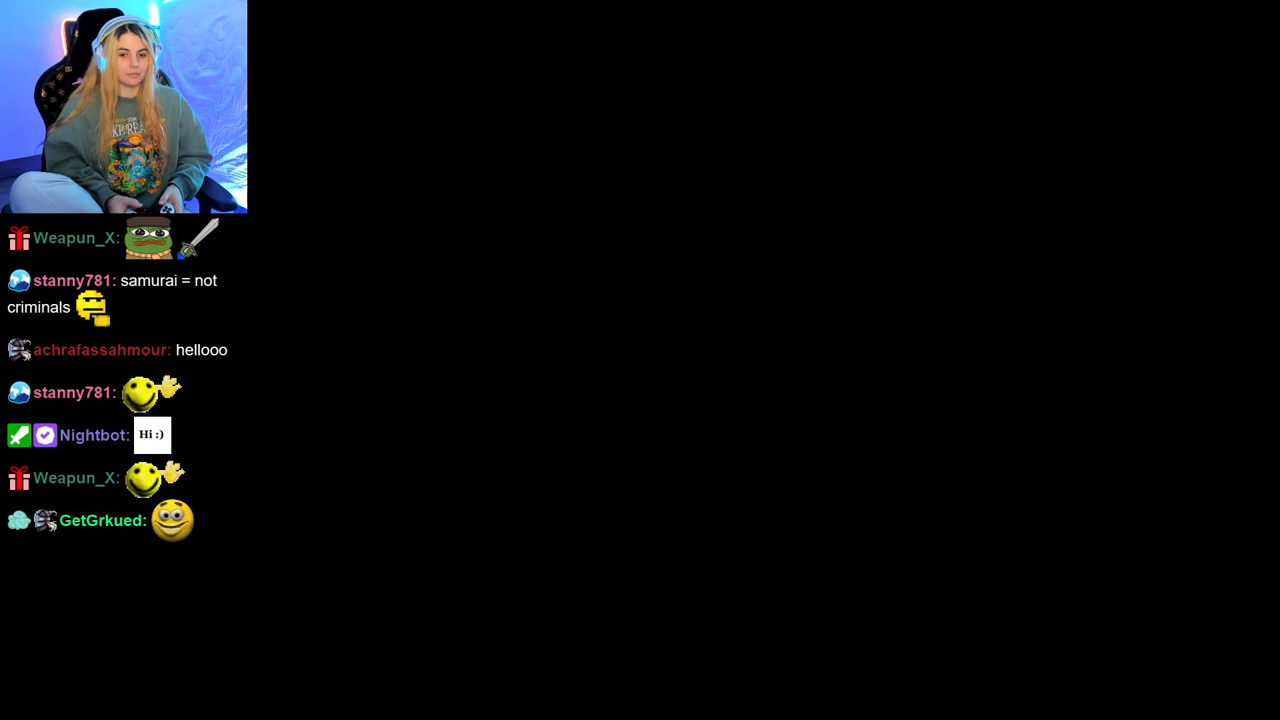 Weapun_X:
stanny781: samurai = not
criminals
achrafassahmour: hellooo
stanny781:
Nightbot: Hi :)
Weapun_X:
GetGrkued: